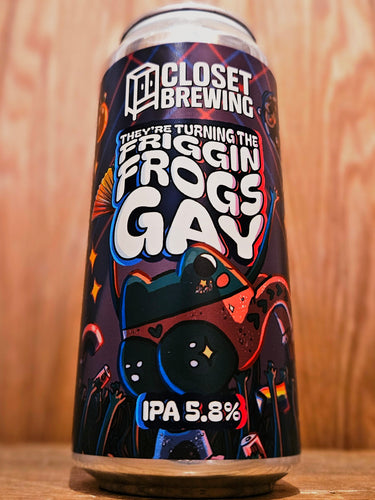 CLOSET
BREWING
THEY'RE TURNING THE
FRIGGIN
FROGS
GAY
IPA 5.8%